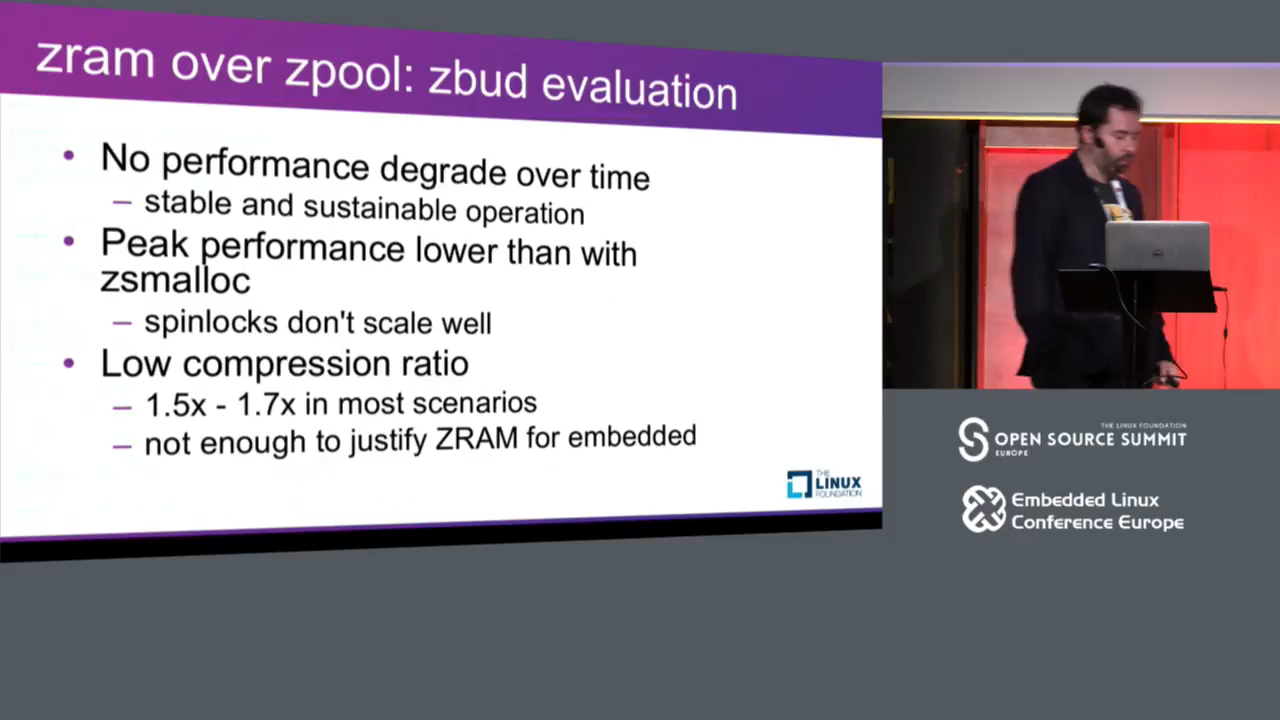 zram over zpool: zbud evaluation
• No performance degrade over time
– stable and sustainable operation
• Peak performance lower than with
zsmalloc
– spinlocks don't scale well
• Low compression ratio
– 1.5x - 1.7x in most scenarios
– not enough to justify ZRAM for embedded
THE
LINUX
FOUNDATION
THE LINUX FOUNDATION
OPEN SOURCE SUMMIT
EUROPE
Embedded Linux
Conference Europe